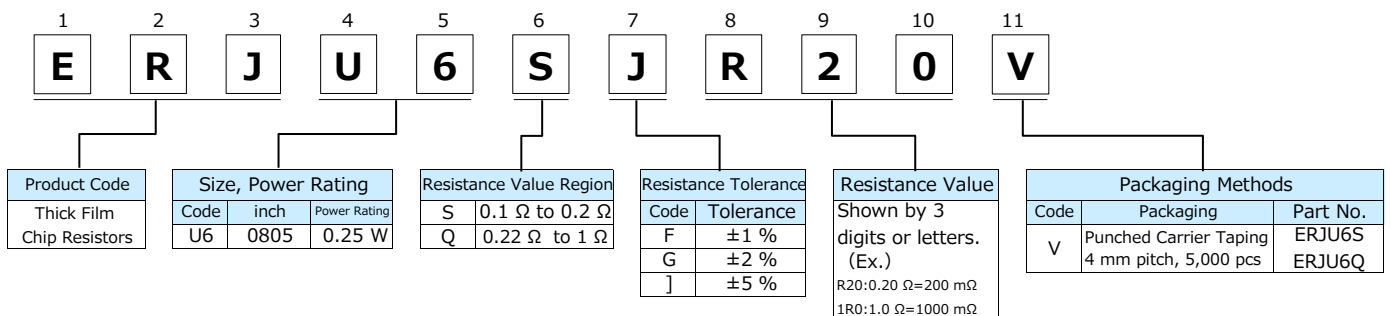 1 2 3 4 5 6 7 8 9 10 11
E R J U 6 S J R 2 0 V
Product Code
Thick Film
Chip Resistors
Size, Power Rating
Code inch Power Rating
U6 0805 0.25 W
Resistance Value Region
S 0.1 Ω to 0.2 Ω
Q 0.22 Ω to 1 Ω
Resistance Tolerance
Code Tolerance
F ±1 %
G ±2 %
] ±5 %
Resistance Value
Shown by 3
digits or letters.
(Ex.)
R20:0.20 Ω=200 mΩ
1R0:1.0 Ω=1000 mΩ
Packaging Methods
Code Packaging Part No.
V Punched Carrier Taping ERJU6S
4 mm pitch, 5,000 pcs ERJU6Q